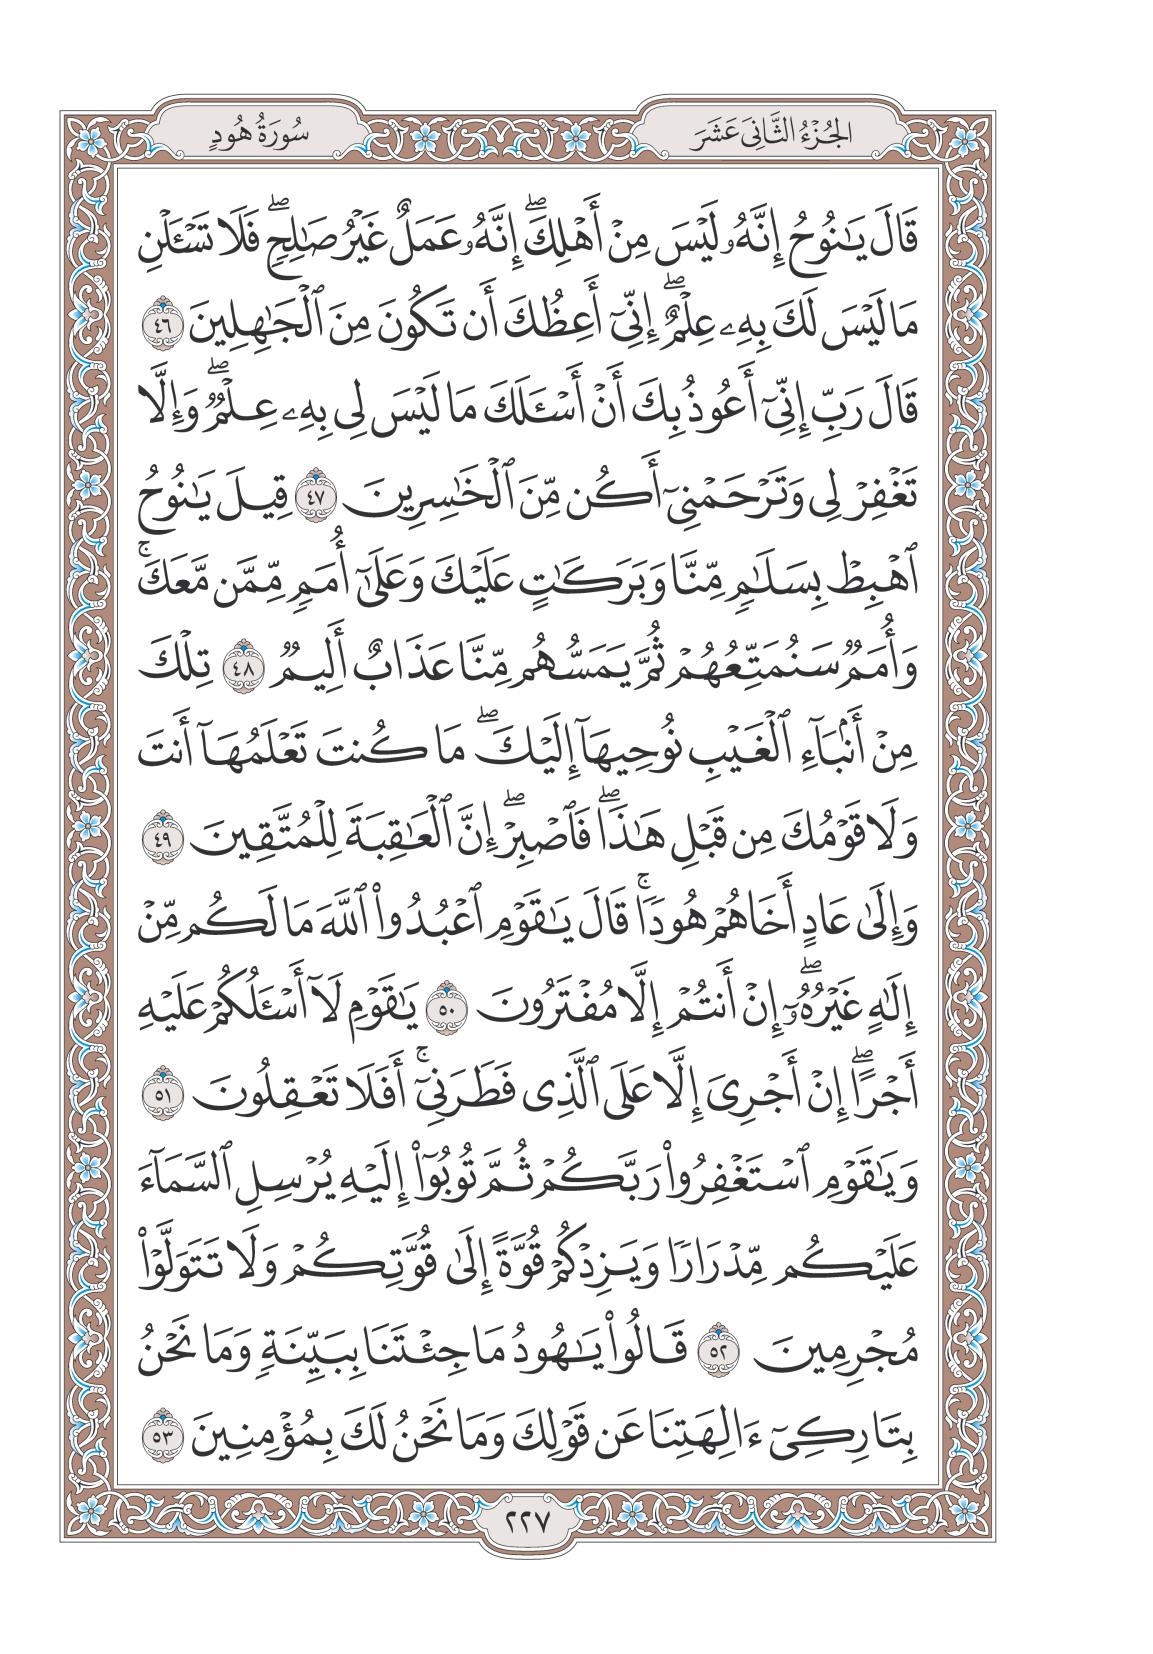 الجُزْءُ الثَّانِيَ عَشَرَ
سُورَةُ هُودٍ
قَالَ يَـٰنُوحُ إِنَّهُۥ لَيْسَ مِنْ أَهْلِكَۖ إِنَّهُۥ عَمَلٌ غَيْرُ صَـٰلِحٍۖ فَلَا تَسْـَٔلْنِ
مَا لَيْسَ لَكَ بِهِۦ عِلْمٌۖ إِنِّىٓ أَعِظُكَ أَن تَكُونَ مِنَ ٱلْجَـٰهِلِينَ ٤٦
قَالَ رَبِّ إِنِّىٓ أَعُوذُ بِكَ أَنْ أَسْـَٔلَكَ مَا لَيْسَ لِى بِهِۦ عِلْمٌۖ وَإِلَّا
تَغْفِرْ لِى وَتَرْحَمْنِىٓ أَكُن مِّنَ ٱلْخَـٰسِرِينَ ٤٧ قِيلَ يَـٰنُوحُ
ٱهْبِطْ بِسَلَـٰمٍ مِّنَّا وَبَرَكَـٰتٍ عَلَيْكَ وَعَلَىٰٓ أُمَمٍ مِّمَّن مَّعَكَۚ
وَأُمَمٌ سَنُمَتِّعُهُمْ ثُمَّ يَمَسُّهُم مِّنَّا عَذَابٌ أَلِيمٌ ٤٨ تِلْكَ
مِنْ أَنۢبَآءِ ٱلْغَيْبِ نُوحِيهَآ إِلَيْكَۖ مَا كُنتَ تَعْلَمُهَآ أَنتَ
وَلَا قَوْمُكَ مِن قَبْلِ هَـٰذَاۖ فَٱصْبِرْۖ إِنَّ ٱلْعَـٰقِبَةَ لِلْمُتَّقِينَ ٤٩
وَإِلَىٰ عَادٍ أَخَاهُمْ هُودًاۚ قَالَ يَـٰقَوْمِ ٱعْبُدُوا۟ ٱللَّهَ مَا لَكُم مِّنْ
إِلَـٰهٍ غَيْرُهُۥٓۖ إِنْ أَنتُمْ إِلَّا مُفْتَرُونَ ٥٠ يَـٰقَوْمِ لَآ أَسْـَٔلُكُمْ عَلَيْهِ
أَجْرًاۖ إِنْ أَجْرِىَ إِلَّا عَلَى ٱلَّذِى فَطَرَنِىٓۚ أَفَلَا تَعْقِلُونَ ٥١
وَيَـٰقَوْمِ ٱسْتَغْفِرُوا۟ رَبَّكُمْ ثُمَّ تُوبُوٓا۟ إِلَيْهِ يُرْسِلِ ٱلسَّمَآءَ
عَلَيْكُم مِّدْرَارًا وَيَزِدْكُمْ قُوَّةً إِلَىٰ قُوَّتِكُمْ وَلَا تَتَوَلَّوْا۟
مُجْرِمِينَ ٥٢ قَالُوا۟ يَـٰهُودُ مَا جِئْتَنَا بِبَيِّنَةٍ وَمَا نَحْنُ
بِتَارِكِىٓ ءَالِهَتِنَا عَن قَوْلِكَ وَمَا نَحْنُ لَكَ بِمُؤْمِنِينَ ٥٣
٢٢٧